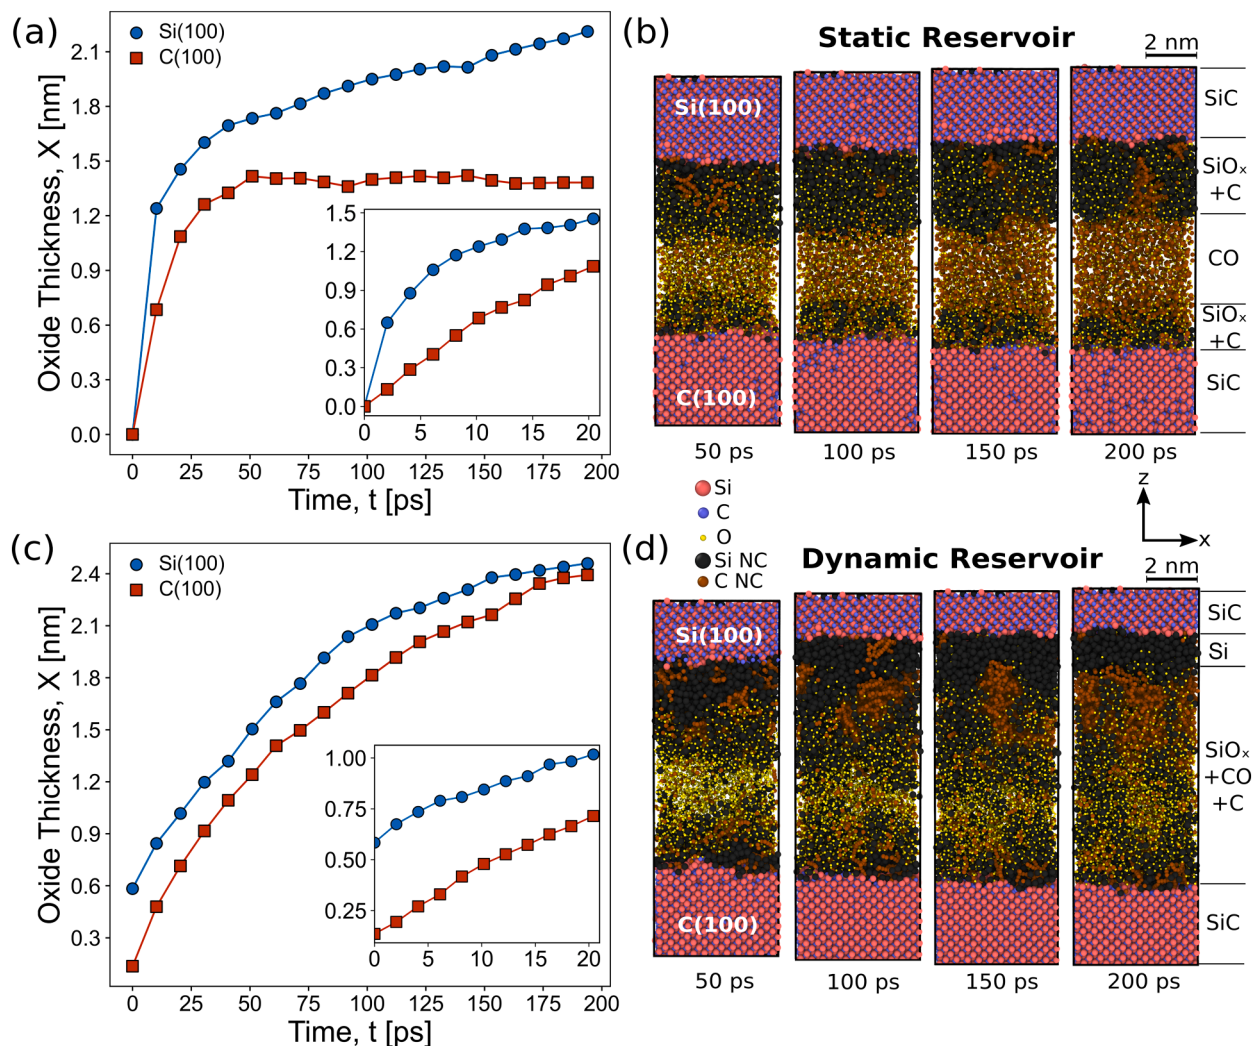 (a)
Si(100)
C(100)
Oxide Thickness, X [nm]
2.1
1.8
1.5
1.2
0.9
0.6
0.3
0.0
1.5
1.2
0.9
0.6
0.3
0.0
0 5 10 15 20
0 25 50 75 100 125 150 175 200
Time, t [ps]
(b)
Static Reservoir
2 nm
Si(100)
C(100)
SiC
SiOₓ
+C
CO
SiOₓ
+C
SiC
50 ps 100 ps 150 ps 200 ps
Si
C
O
Si NC
C NC
z
x
(c)
Si(100)
C(100)
Oxide Thickness, X [nm]
2.4
2.1
1.8
1.5
1.2
0.9
0.6
0.3
1.00
0.75
0.50
0.25
0 5 10 15 20
0 25 50 75 100 125 150 175 200
Time, t [ps]
(d)
Dynamic Reservoir
2 nm
Si(100)
C(100)
SiC
Si
SiOₓ
+CO
+C
SiC
50 ps 100 ps 150 ps 200 ps